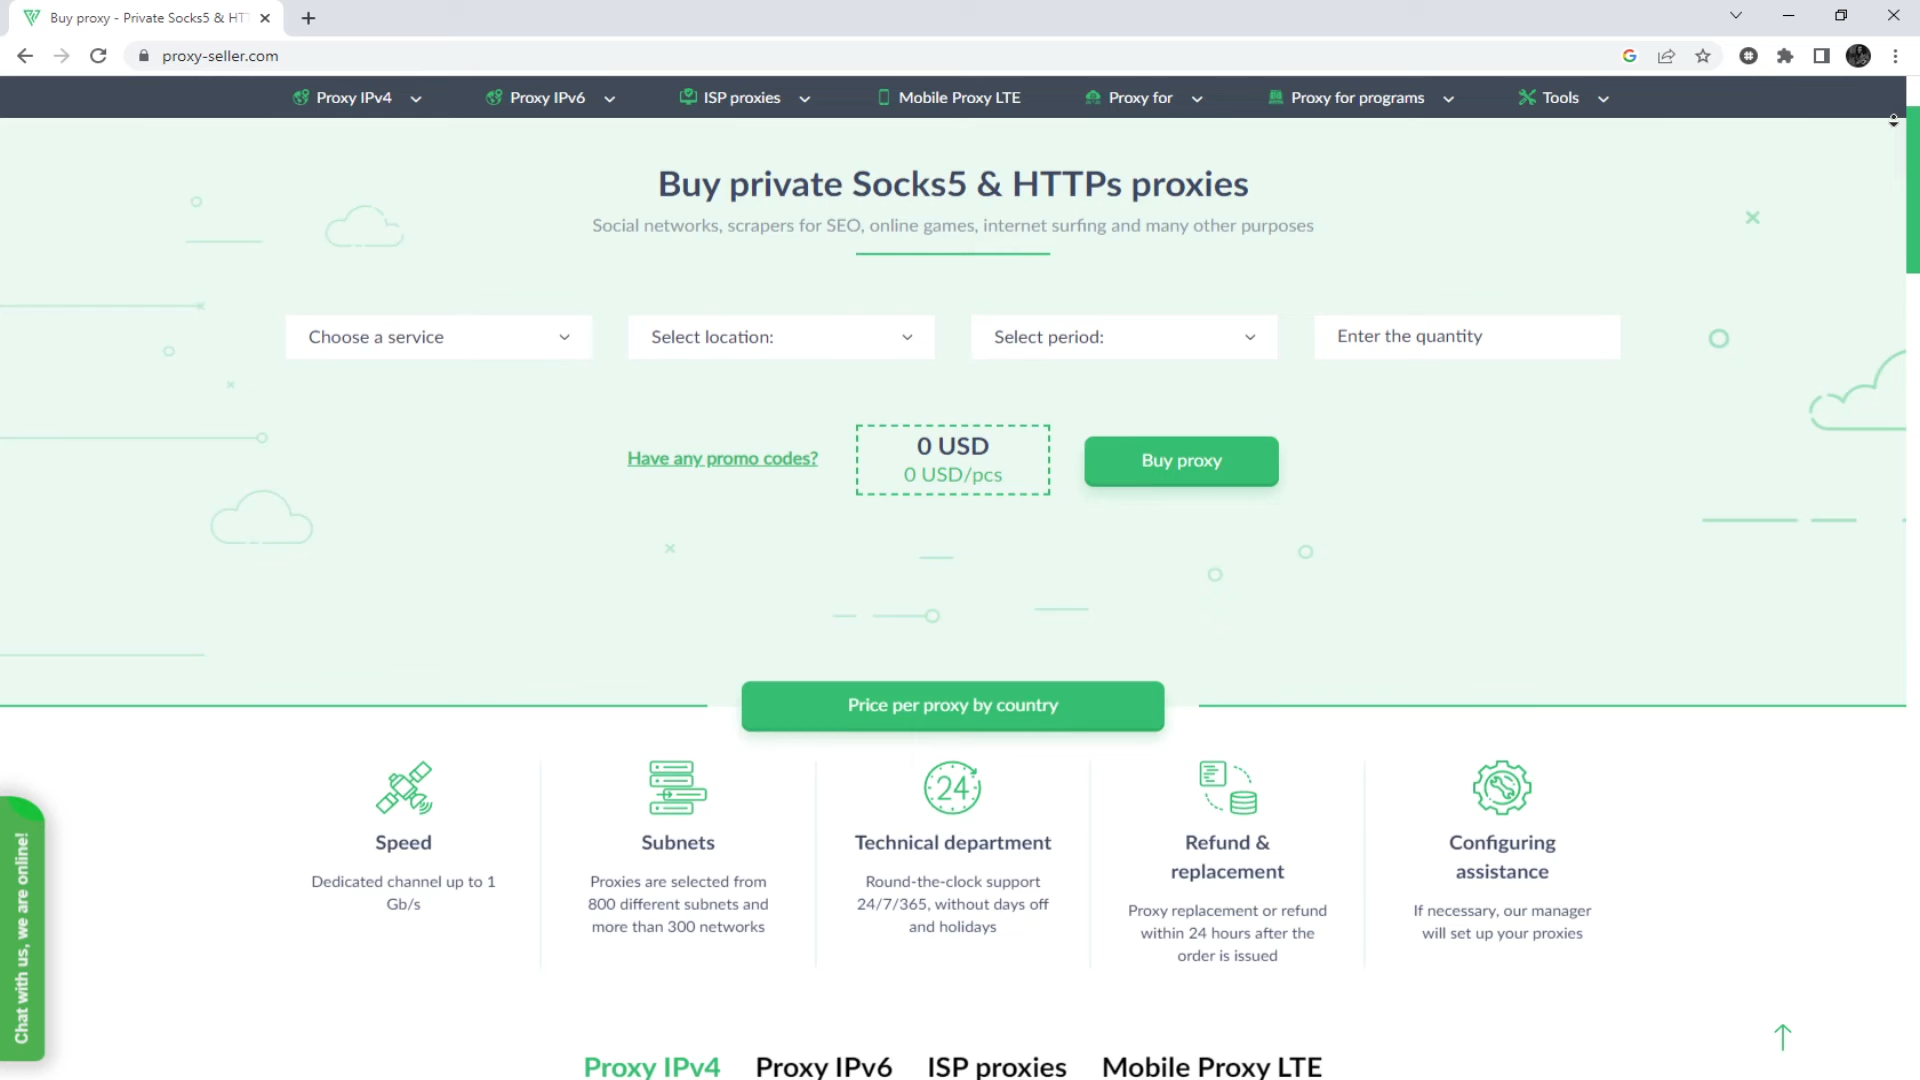 Buy proxy - Private Socks5 & HT
proxy-seller.com
Proxy IPv4
Proxy IPv6
ISP proxies
Mobile Proxy LTE
Proxy for
Proxy for programs
Tools
Buy private Socks5 & HTTPs proxies
Social networks, scrapers for SEO, online games, internet surfing and many other purposes
Choose a service
Select location:
Select period:
Enter the quantity
Have any promo codes?
0 USD
0 USD/pcs
Buy proxy
Price per proxy by country
24
Speed
Dedicated channel up to 1
Gb/s
Subnets
Proxies are selected from
800 different subnets and
more than 300 networks
Technical department
Round-the-clock support
24/7/365, without days off
and holidays
Refund &
replacement
Proxy replacement or refund
within 24 hours after the
order is issued
Configuring
assistance
If necessary, our manager
will set up your proxies
Chat with us, we are online!
Proxy IPv4
Proxy IPv6
ISP proxies
Mobile Proxy LTE